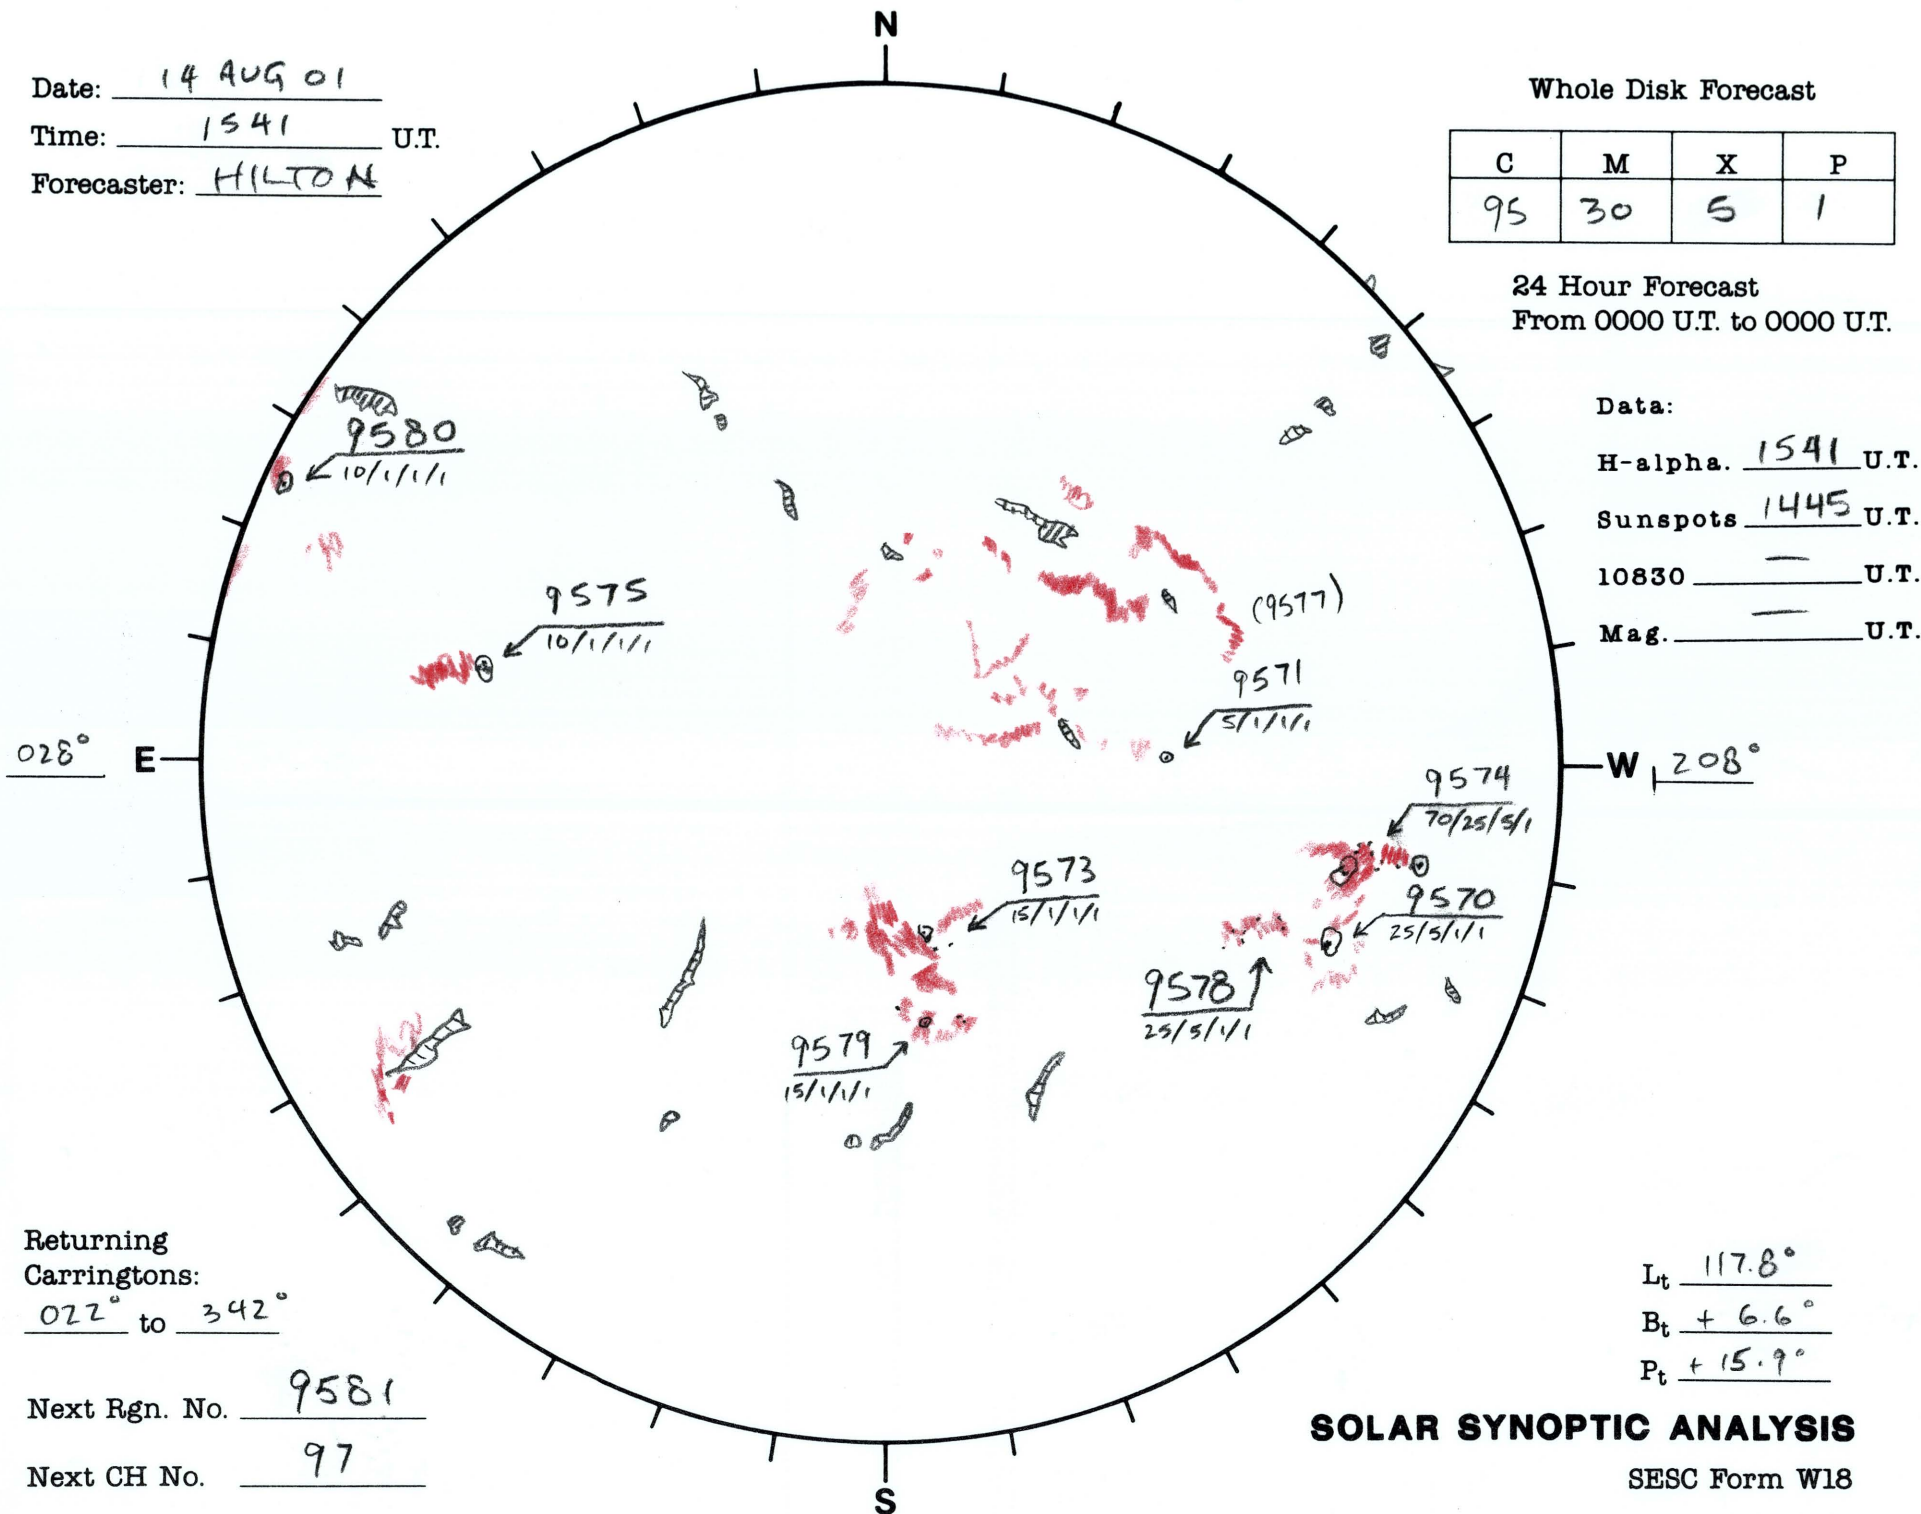 N
Date: 14 AUG 01
Time: 1541 U.T.
Forecaster: HILTON
Whole Disk Forecast
C M X P
95 30 5 1
24 Hour Forecast
From 0000 U.T. to 0000 U.T.
Data:
H-alpha. 1541 U.T.
Sunspots 1445 U.T.
10830 — U.T.
Mag. — U.T.
9580
10/1/1/1
9575
10/1/1/1
(9577)
9571
5/1/1/1
028° E
W 208°
9574
70/25/5/1
9573
15/1/1/1
9570
25/5/1/1
9578
25/5/1/1
9579
15/1/1/1
Returning
Carringtons:
022° to 342°
Next Rgn. No. 9581
Next CH No. 97
Lt 117.8°
Bt + 6.6°
Pt + 15.9°
SOLAR SYNOPTIC ANALYSIS
SESC Form W18
S